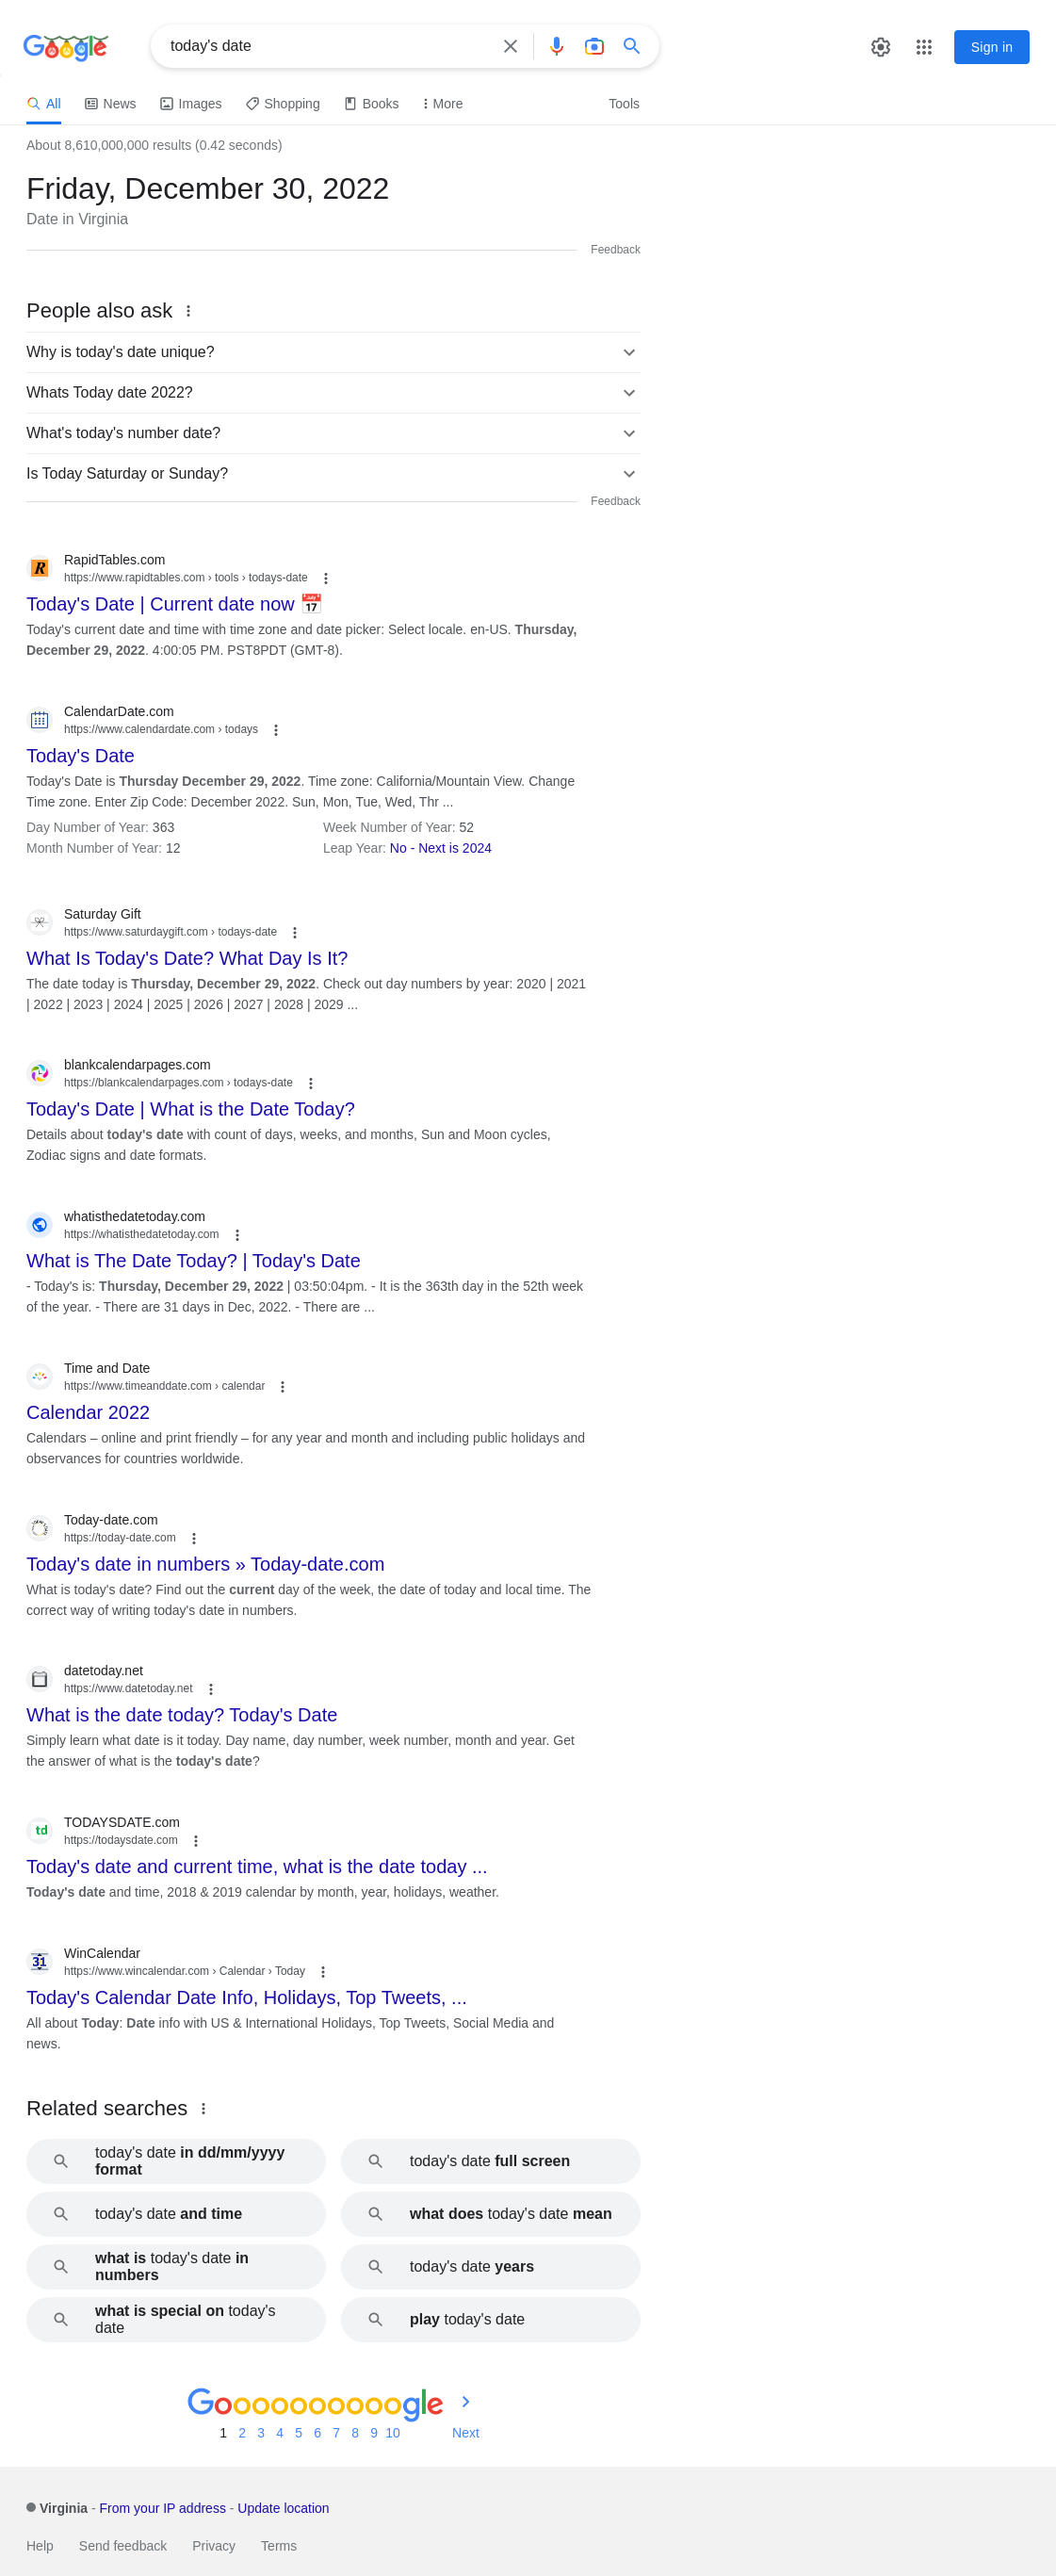 Google
today's date
Sign in
All News Images Shopping Books More Tools
About 8,610,000,000 results (0.42 seconds)
Friday, December 30, 2022
Date in Virginia
Feedback
People also ask
Why is today's date unique?
Whats Today date 2022?
What's today's number date?
Is Today Saturday or Sunday?
Feedback
R
RapidTables.com
https://www.rapidtables.com › tools › todays-date
Today's Date | Current date now 📅
Today's current date and time with time zone and date picker: Select locale. en-US. Thursday,
December 29, 2022. 4:00:05 PM. PST8PDT (GMT-8).
CalendarDate.com
https://www.calendardate.com › todays
Today's Date
Today's Date is Thursday December 29, 2022. Time zone: California/Mountain View. Change
Time zone. Enter Zip Code: December 2022. Sun, Mon, Tue, Wed, Thr ...
Day Number of Year: 363 Week Number of Year: 52
Month Number of Year: 12 Leap Year: No - Next is 2024
Saturday Gift
https://www.saturdaygift.com › todays-date
What Is Today's Date? What Day Is It?
The date today is Thursday, December 29, 2022. Check out day numbers by year: 2020 | 2021
| 2022 | 2023 | 2024 | 2025 | 2026 | 2027 | 2028 | 2029 ...
blankcalendarpages.com
https://blankcalendarpages.com › todays-date
Today's Date | What is the Date Today?
Details about today's date with count of days, weeks, and months, Sun and Moon cycles,
Zodiac signs and date formats.
whatisthedatetoday.com
https://whatisthedatetoday.com
What is The Date Today? | Today's Date
- Today's is: Thursday, December 29, 2022 | 03:50:04pm. - It is the 363th day in the 52th week
of the year. - There are 31 days in Dec, 2022. - There are ...
Time and Date
https://www.timeanddate.com › calendar
Calendar 2022
Calendars – online and print friendly – for any year and month and including public holidays and
observances for countries worldwide.
Today-date.com
https://today-date.com
Today's date in numbers » Today-date.com
What is today's date? Find out the current day of the week, the date of today and local time. The
correct way of writing today's date in numbers.
datetoday.net
https://www.datetoday.net
What is the date today? Today's Date
Simply learn what date is it today. Day name, day number, week number, month and year. Get
the answer of what is the today's date?
td
TODAYSDATE.com
https://todaysdate.com
Today's date and current time, what is the date today ...
Today's date and time, 2018 & 2019 calendar by month, year, holidays, weather.
31
WinCalendar
https://www.wincalendar.com › Calendar › Today
Today's Calendar Date Info, Holidays, Top Tweets, ...
All about Today: Date info with US & International Holidays, Top Tweets, Social Media and
news.
Related searches
today's date in dd/mm/yyyy
format
today's date full screen
today's date and time
what does today's date mean
what is today's date in
numbers
today's date years
what is special on today's
date
play today's date
Goooooooooogle
1 2 3 4 5 6 7 8 9 10 Next
Virginia - From your IP address - Update location
Help Send feedback Privacy Terms